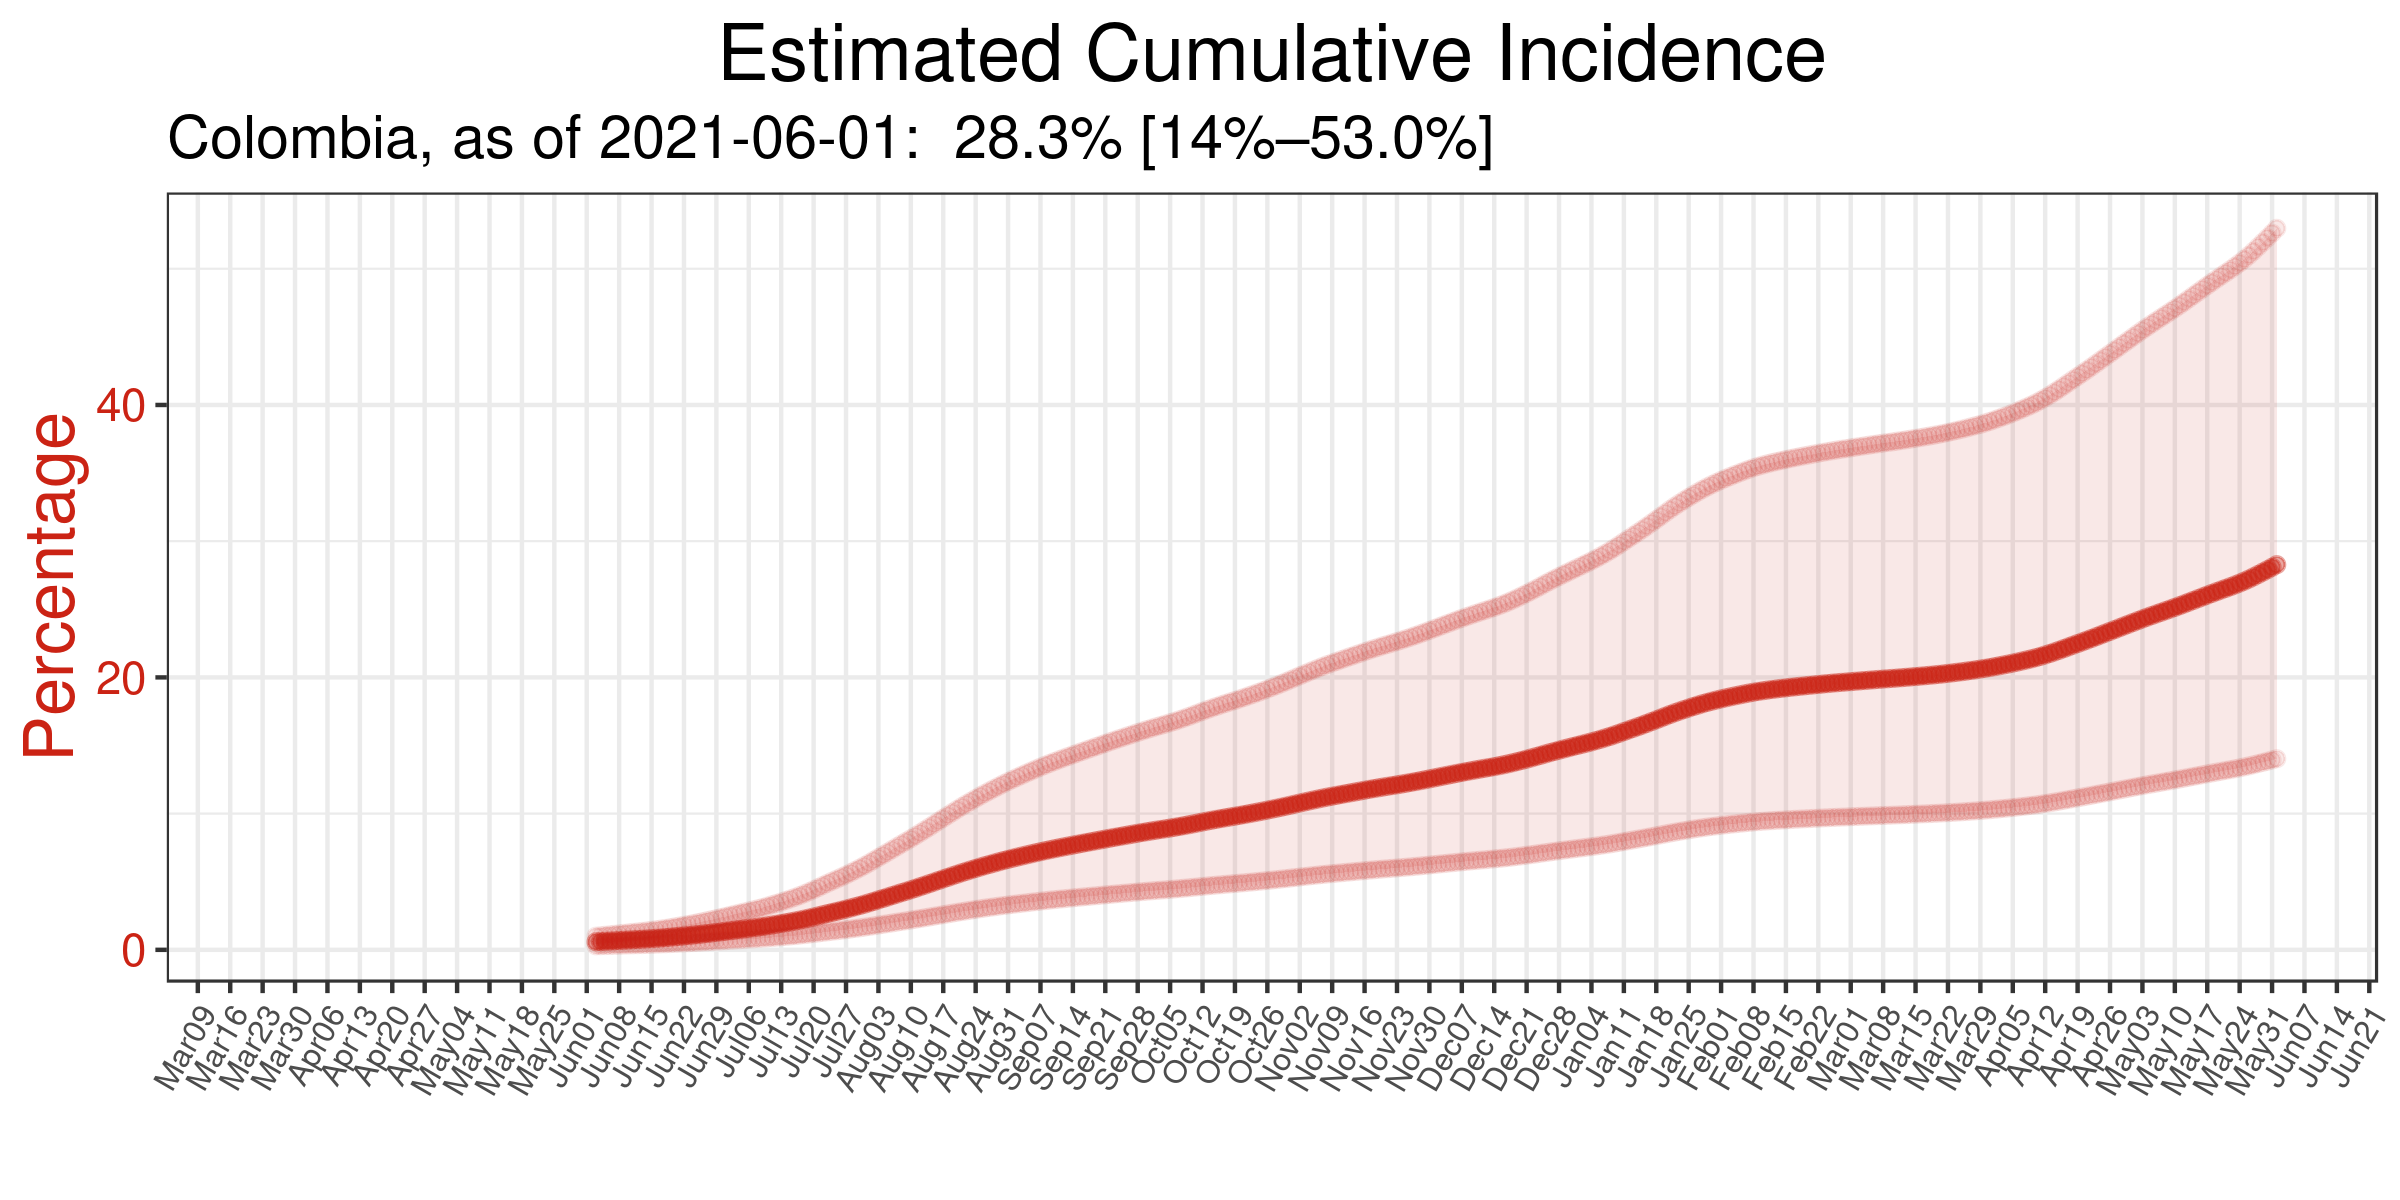 Estimated Cumulative Incidence
Colombia, as of 2021-06-01:  28.3% [14%–53.0%]
Percentage
40
20
0
Mar09
Mar16
Mar23
Mar30
Apr06
Apr13
Apr20
Apr27
May04
May11
May18
May25
Jun01
Jun08
Jun15
Jun22
Jun29
Jul06
Jul13
Jul20
Jul27
Aug03
Aug10
Aug17
Aug24
Aug31
Sep07
Sep14
Sep21
Sep28
Oct05
Oct12
Oct19
Oct26
Nov02
Nov09
Nov16
Nov23
Nov30
Dec07
Dec14
Dec21
Dec28
Jan04
Jan11
Jan18
Jan25
Feb01
Feb08
Feb15
Feb22
Mar01
Mar08
Mar15
Mar22
Mar29
Apr05
Apr12
Apr19
Apr26
May03
May10
May17
May24
May31
Jun07
Jun14
Jun21